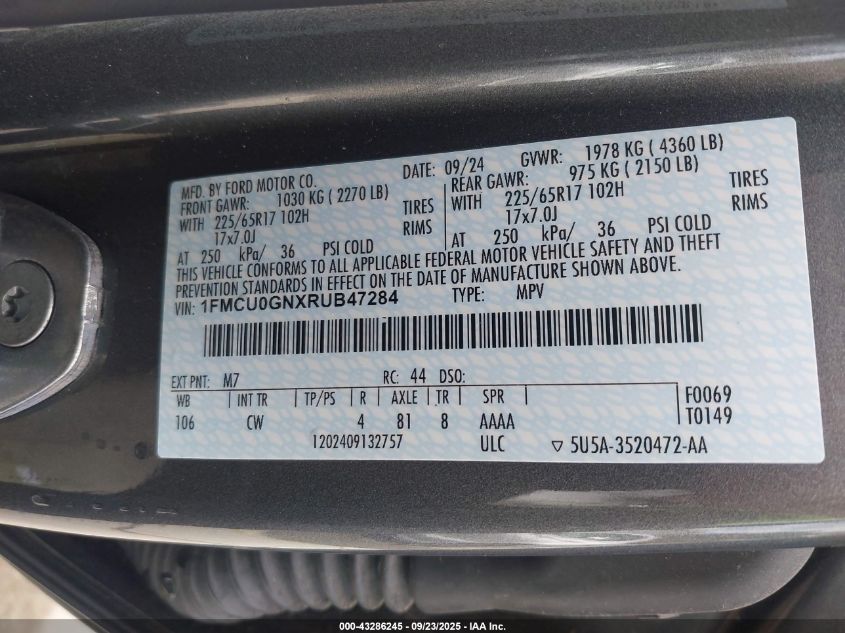 MFD. BY FORD MOTOR CO.
DATE: 09/24 GVWR: 1978 KG ( 4360 LB)
FRONT GAWR: 1030 KG ( 2270 LB)
WITH 225/65R17 102H TIRES
17x7.0J RIMS
AT 250 kPa/ 36 PSI COLD
REAR GAWR: 975 KG ( 2150 LB)
WITH 225/65R17 102H TIRES
17x7.0J RIMS
AT 250 kPa/ 36 PSI COLD
THIS VEHICLE CONFORMS TO ALL APPLICABLE FEDERAL MOTOR VEHICLE SAFETY AND THEFT
PREVENTION STANDARDS IN EFFECT ON THE DATE OF MANUFACTURE SHOWN ABOVE.
VIN: 1FMCU0GNXRUB47284 TYPE: MPV
EXT PNT: M7 RC: 44 DSO:
WB INT TR TP/PS R AXLE TR SPR F0069
106 CW 4 81 8 AAAA T0149
1202409132757 ULC ▽ 5U5A-3520472-AA
000-43286245 - 09/23/2025 - IAA Inc.